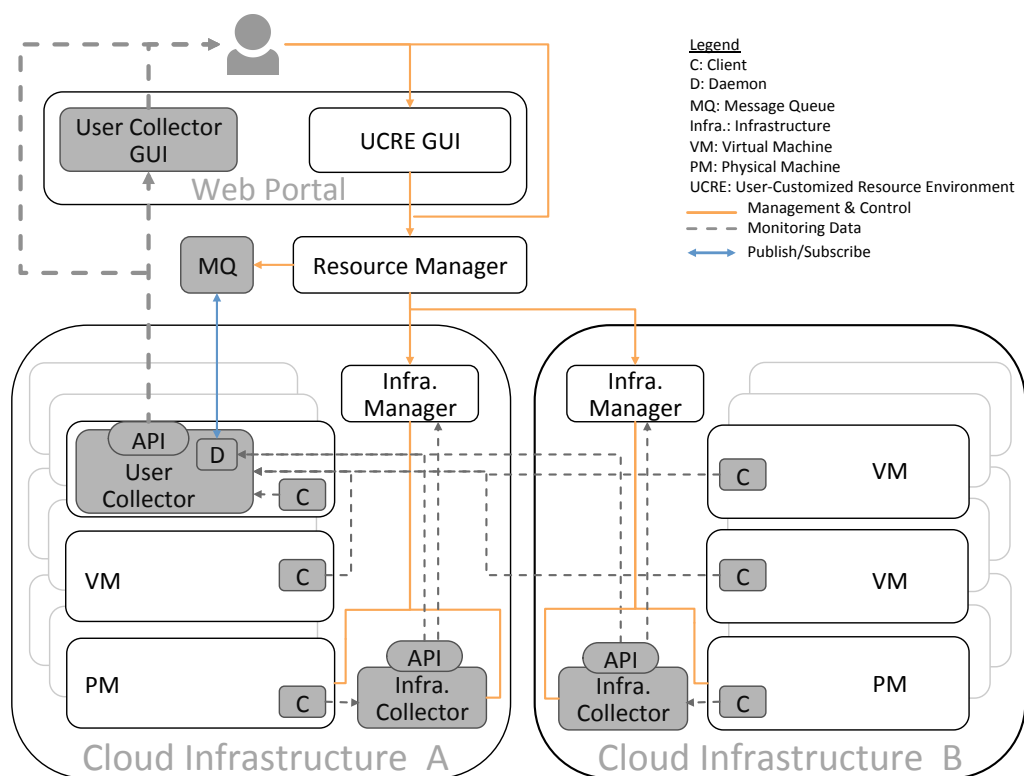 Legend
C: Client
D: Daemon
MQ: Message Queue
Infra.: Infrastructure
VM: Virtual Machine
PM: Physical Machine
UCRE: User-Customized Resource Environment
Management & Control
Monitoring Data
Publish/Subscribe
User Collector
GUI
UCRE GUI
Web Portal
MQ
Resource Manager
Infra.
Manager
API
D
User
Collector
C
VM
C
PM
C
API
Infra.
Collector
Cloud Infrastructure A
Infra.
Manager
C
VM
C
VM
API
Infra.
Collector
C
PM
Cloud Infrastructure B